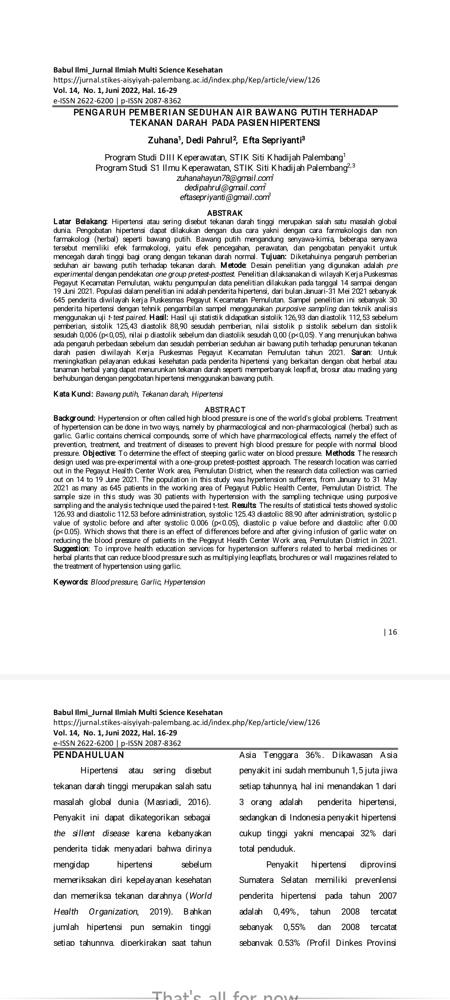 Babul Ilmi_Jurnal Ilmiah Multi Science Kesehatan
https://jurnal.stikes-aisyiyah-palembang.ac.id/index.php/Kep/article/view/126
Vol. 14, No. 1, Juni 2022, Hal. 16-29
e-ISSN 2622-6200 | p-ISSN 2087-8362
PENGARUH PEMBERIAN SEDUHAN AIR BAWANG PUTIH TERHADAP
TEKANAN DARAH PADA PASIEN HIPERTENSI
Zuhana¹, Dedi Pahrul², Efta Sepriyanti³
Program Studi DIII Keperawatan, STIK Siti Khadijah Palembang¹
Program Studi S1 Ilmu Keperawatan, STIK Siti Khadijah Palembang²,³
zuhanahayun78@gmail.com¹
dedipahrul@gmail.com²
eftasepriyanti@gmail.com³
ABSTRAK
Latar Belakang: Hipertensi atau sering disebut tekanan darah tinggi merupakan salah satu masalah global
dunia. Pengobatan hipertensi dapat dilakukan dengan dua cara yakni dengan cara farmakologis dan non
farmakologi (herbal) seperti bawang putih. Bawang putih mengandung senyawa-kimia, beberapa senyawa
tersebut memiliki efek farmakologi, yaitu efek pencegahan, perawatan, dan pengobatan penyakit untuk
mencegah darah tinggi bagi orang dengan tekanan darah normal. Tujuan: Diketahuinya pengaruh pemberian
seduhan air bawang putih terhadap tekanan darah. Metode: Desain penelitian yang digunakan adalah pre
experimental dengan pendekatan one group pretest-posttest. Penelitian dilaksanakan di wilayah Kerja Puskesmas
Pegayut Kecamatan Pemulutan, waktu pengumpulan data penelitian dilakukan pada tanggal 14 sampai dengan
19 Juni 2021. Populasi dalam penelitian ini adalah penderita hipertensi, dari bulan Januari-31 Mei 2021 sebanyak
645 penderita diwilayah kerja Puskesmas Pegayut Kecamatan Pemulutan. Sampel penelitian ini sebanyak 30
penderita hipertensi dengan tehnik pengambilan sampel menggunakan purposive sampling dan teknik analisis
menggunakan uji t-test paired. Hasil: Hasil uji statistik didapatkan sistolik 126,93 dan diastolik 112,53 sebelum
pemberian, sistolik 125,43 diastolik 88,90 sesudah pemberian, nilai sistolik p sistolik sebelum dan sistolik
sesudah 0,006 (p<0,05), nilai p diastolik sebelum dan diastolik sesudah 0,00 (p<0,05). Yang menunjukan bahwa
ada pengaruh perbedaan sebelum dan sesudah pemberian seduhan air bawang putih terhadap penurunan tekanan
darah pasien diwilayah Kerja Puskesmas Pegayut Kecamatan Pemulutan tahun 2021. Saran: Untuk
meningkatkan pelayanan edukasi kesehatan pada penderita hipertensi yang berkaitan dengan obat herbal atau
tanaman herbal yang dapat menurunkan tekanan darah seperti memperbanyak leapflat, brosur atau mading yang
berhubungan dengan pengobatan hipertensi menggunakan bawang putih.
Kata Kunci: Bawang putih, Tekanan darah, Hipertensi
ABSTRACT
Background: Hypertension or often called high blood pressure is one of the world's global problems. Treatment
of hypertension can be done in two ways, namely by pharmacological and non-pharmacological (herbal) such as
garlic. Garlic contains chemical compounds, some of which have pharmacological effects, namely the effect of
prevention, treatment, and treatment of diseases to prevent high blood pressure for people with normal blood
pressure. Objective: To determine the effect of steeping garlic water on blood pressure. Methods: The research
design used was pre-experimental with a one-group pretest-posttest approach. The research location was carried
out in the Pegayut Health Center Work area, Pemulutan District, when the research data collection was carried
out on 14 to 19 June 2021. The population in this study was hypertension sufferers, from January to 31 May
2021 as many as 645 patients in the working area of Pegayut Public Health Center, Pemulutan District. The
sample size in this study was 30 patients with hypertension with the sampling technique using purposive
sampling and the analysis technique used the paired t-test. Results: The results of statistical tests showed systolic
126.93 and diastolic 112.53 before administration, systolic 125.43 diastolic 88.90 after administration, systolic p
value of systolic before and after systolic 0.006 (p<0.05), diastolic p value before and diastolic after 0.00
(p<0.05). Which shows that there is an effect of differences before and after giving infusion of garlic water on
reducing the blood pressure of patients in the Pegayut Health Center Work area, Pemulutan District in 2021.
Suggestion: To improve health education services for hypertension sufferers related to herbal medicines or
herbal plants that can reduce blood pressure such as multiplying leapflats, brochures or wall magazines related to
the treatment of hypertension using garlic.
Keywords: Blood pressure, Garlic, Hypertension
| 16
Babul Ilmi_Jurnal Ilmiah Multi Science Kesehatan
https://jurnal.stikes-aisyiyah-palembang.ac.id/index.php/Kep/article/view/126
Vol. 14, No. 1, Juni 2022, Hal. 16-29
e-ISSN 2622-6200 | p-ISSN 2087-8362
PENDAHULUAN
Hipertensi atau sering disebut
tekanan darah tinggi merupakan salah satu
masalah global dunia (Masriadi, 2016).
Penyakit ini dapat dikategorikan sebagai
the sillent disease karena kebanyakan
penderita tidak menyadari bahwa dirinya
mengidap hipertensi sebelum
memeriksakan diri kepelayanan kesehatan
dan memeriksa tekanan darahnya (World
Health Organization, 2019). Bahkan
jumlah hipertensi pun semakin tinggi
setiap tahunnya, diperkirakan saat tahun
Asia Tenggara 36%. Dikawasan Asia
penyakit ini sudah membunuh 1,5 juta jiwa
setiap tahunnya, hal ini menandakan 1 dari
3 orang adalah penderita hipertensi,
sedangkan di Indonesia penyakit hipertensi
cukup tinggi yakni mencapai 32% dari
total penduduk.
Penyakit hipertensi diprovinsi
Sumatera Selatan memiliki prevenlensi
penderita hipertensi pada tahun 2007
adalah 0,49%, tahun 2008 tercatat
sebanyak 0,55% dan 2008 tercatat
sebanyak 0.53% (Profil Dinkes Provinsi
That's all for now